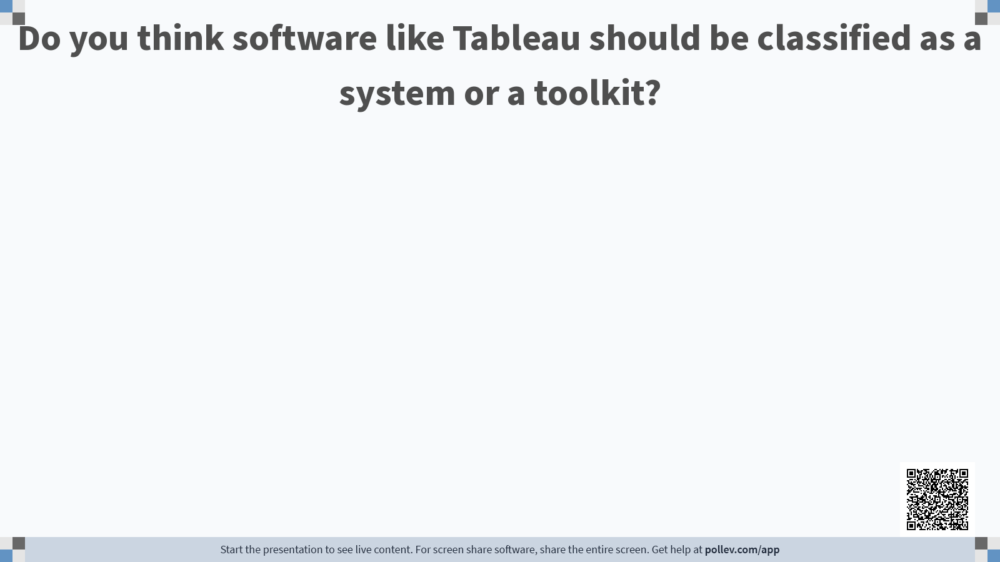 Do you think software like Tableau should be classified as a
system or a toolkit?
Start the presentation to see live content. For screen share software, share the entire screen. Get help at pollev.com/app